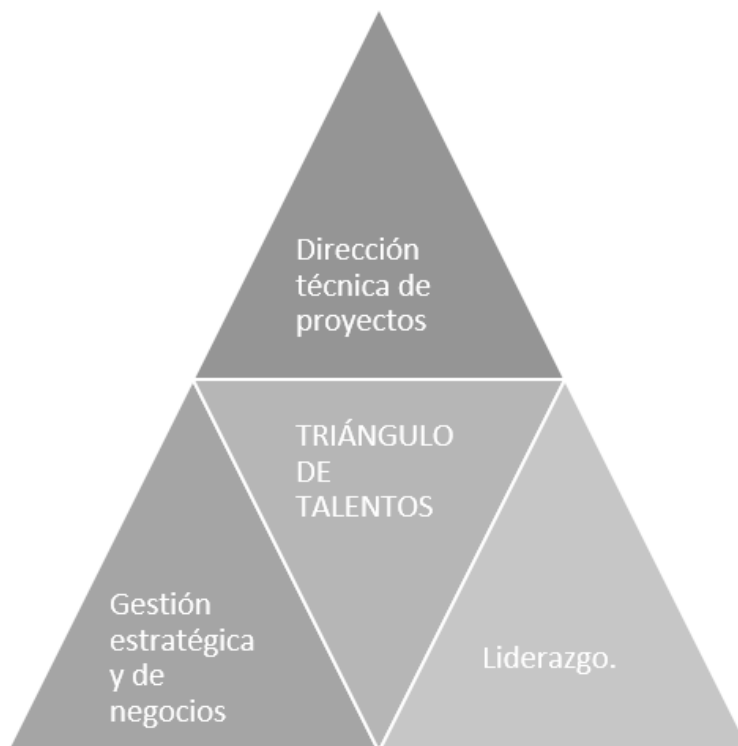 Dirección
técnica de
proyectos
TRIÁNGULO
DE
TALENTOS
Gestión
estratégica
y de
negocios
Liderazgo.